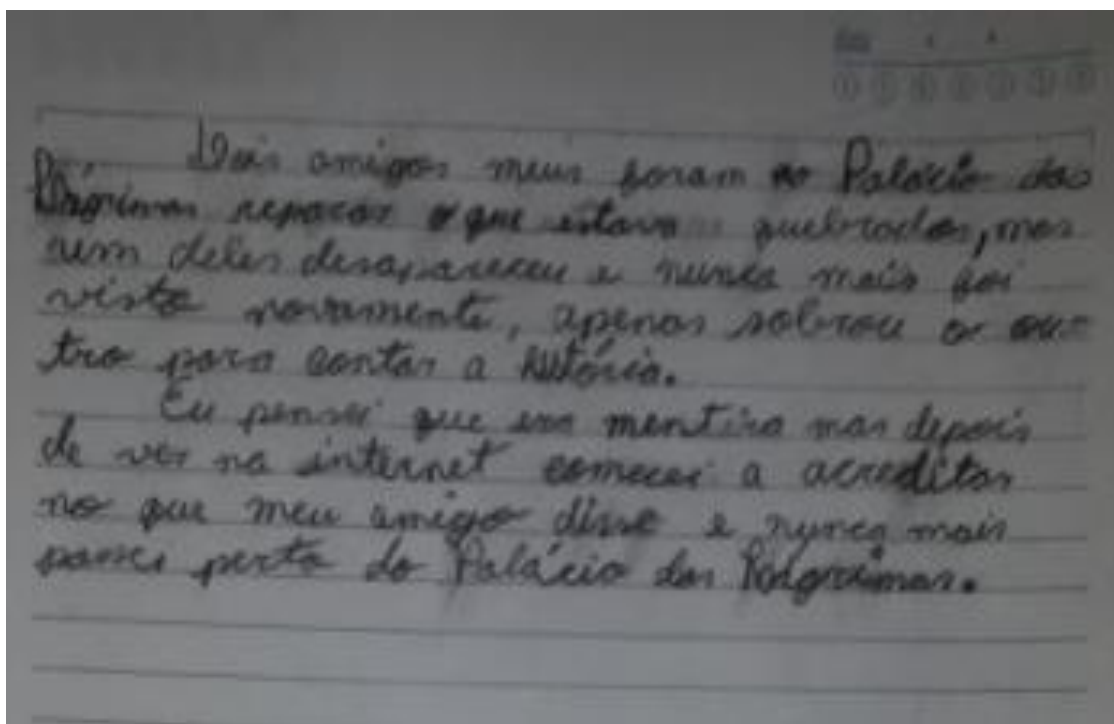 Dois amigos meus foram no Palácio das
Lágrimas reparar o que estava quebrado, mas
um deles desapareceu e nunca mais foi
visto novamente, apenas sobrou o ou-
tro para contar a história.
Eu pensei que era mentira mas depois
de ver na internet comecei a acreditar
no que meu amigo disse e nunca mais
passei perto do Palácio das Lágrimas.